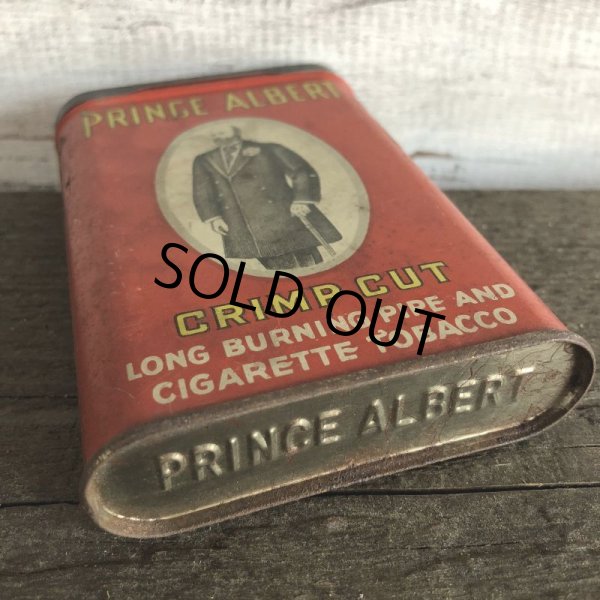 PRINCE ALBERT
CRIMP CUT
LONG BURNING PIPE AND
CIGARETTE TOBACCO
SOLD OUT
PRINCE ALBERT